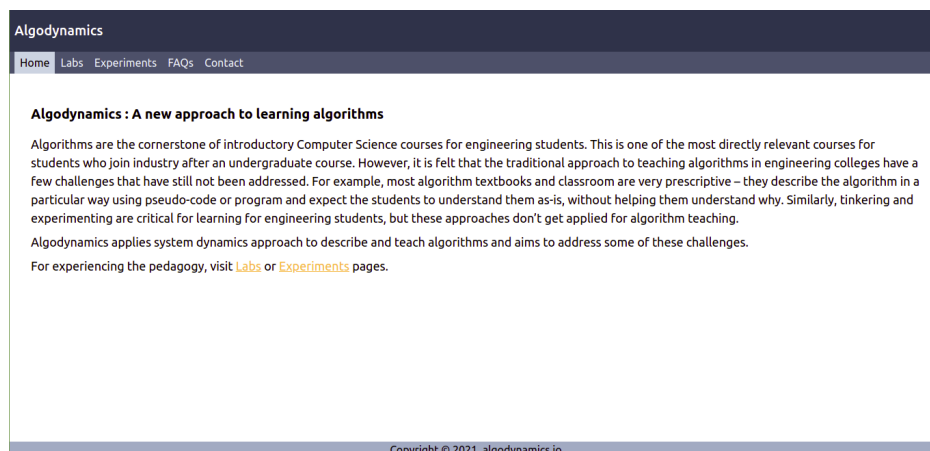 Algodynamics
Home Labs Experiments FAQs Contact
Algodynamics : A new approach to learning algorithms
Algorithms are the cornerstone of introductory Computer Science courses for engineering students. This is one of the most directly relevant courses for
students who join industry after an undergraduate course. However, it is felt that the traditional approach to teaching algorithms in engineering colleges have a
few challenges that have still not been addressed. For example, most algorithm textbooks and classroom are very prescriptive – they describe the algorithm in a
particular way using pseudo-code or program and expect the students to understand them as-is, without helping them understand why. Similarly, tinkering and
experimenting are critical for learning for engineering students, but these approaches don’t get applied for algorithm teaching.
Algodynamics applies system dynamics approach to describe and teach algorithms and aims to address some of these challenges.
For experiencing the pedagogy, visit Labs or Experiments pages.
Copyright © 2021, algodynamics.io